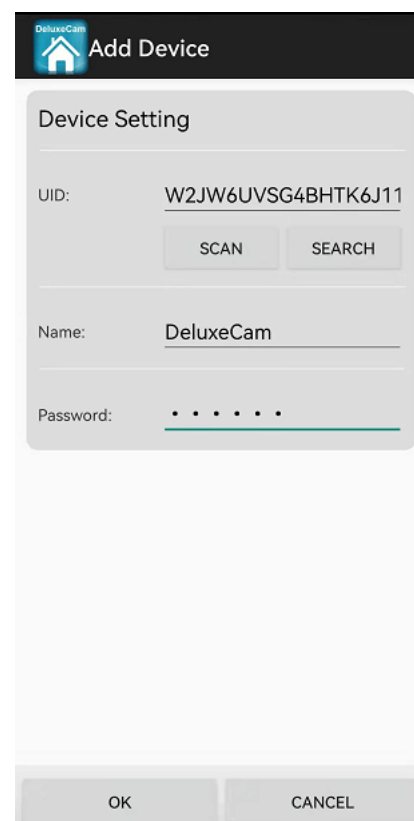 DeluxeCam
Add Device
Device Setting
UID: W2JW6UVSG4BHTK6J11
SCAN SEARCH
Name: DeluxeCam
Password: ••••••
OK CANCEL